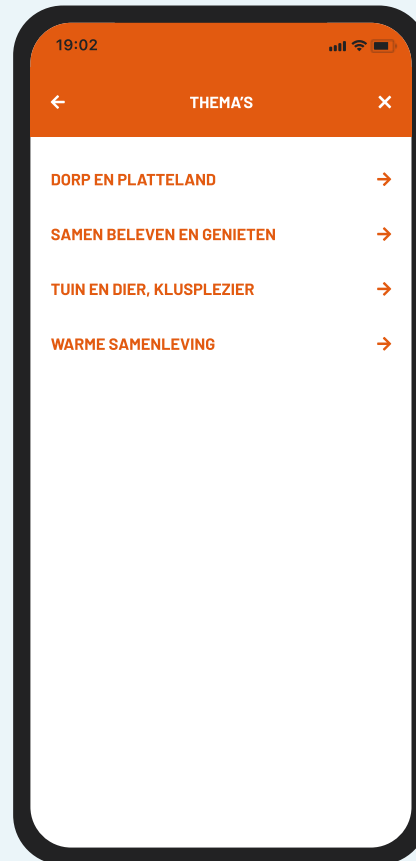 19:02
THEMA'S
DORP EN PLATTELAND
SAMEN BELEVEN EN GENIETEN
TUIN EN DIER, KLUSPLEZIER
WARME SAMENLEVING